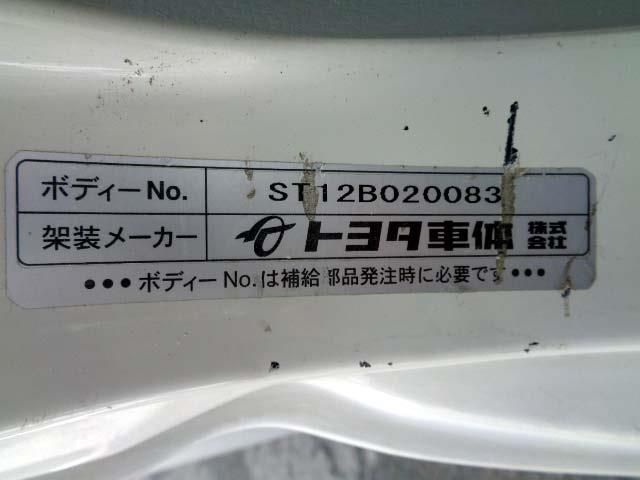 ボディーNo. ST12B020083
架装メーカー トヨタ車体株式会社
•••ボディーNo.は補給部品発注時に必要です•••